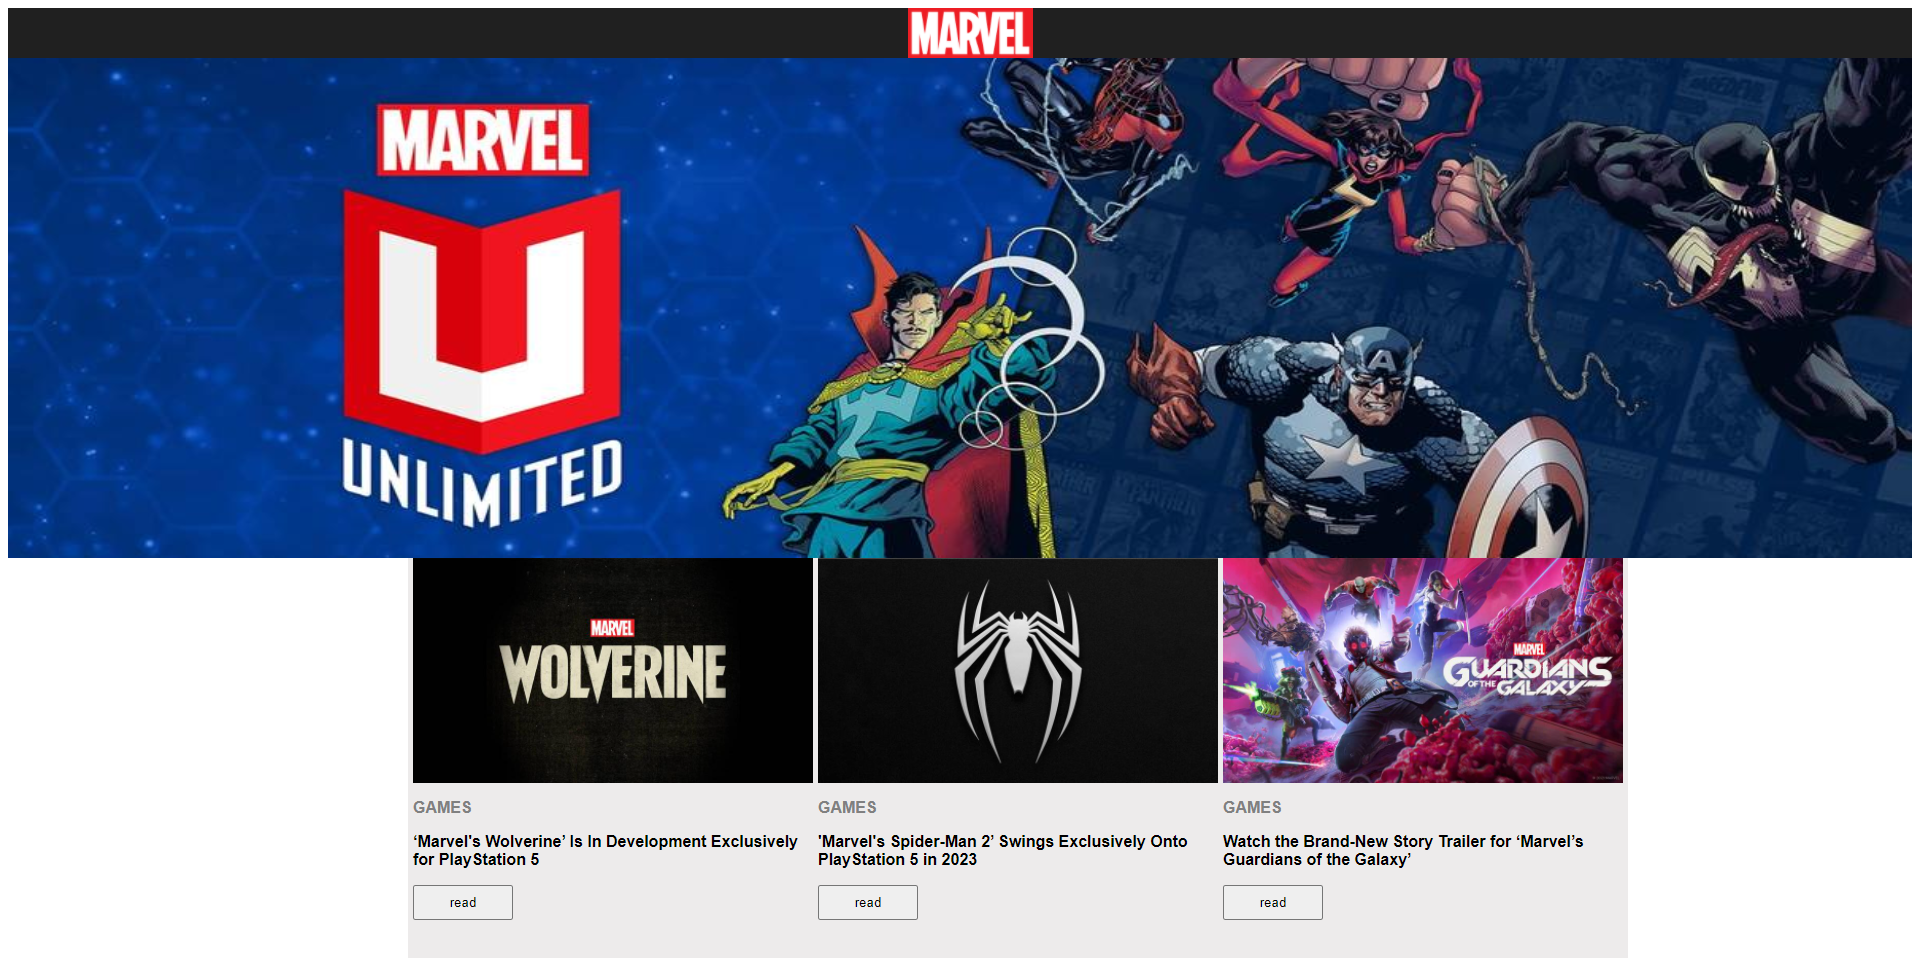 MARVEL
MARVEL
UNLIMITED
MARVEL
WOLVERINE
MARVEL
GUARDIANS
OF THE
GALAXY
GAMES
‘Marvel's Wolverine’ Is In Development Exclusively
for PlayStation 5
read
GAMES
'Marvel's Spider-Man 2’ Swings Exclusively Onto
PlayStation 5 in 2023
read
GAMES
Watch the Brand-New Story Trailer for ‘Marvel’s
Guardians of the Galaxy’
read